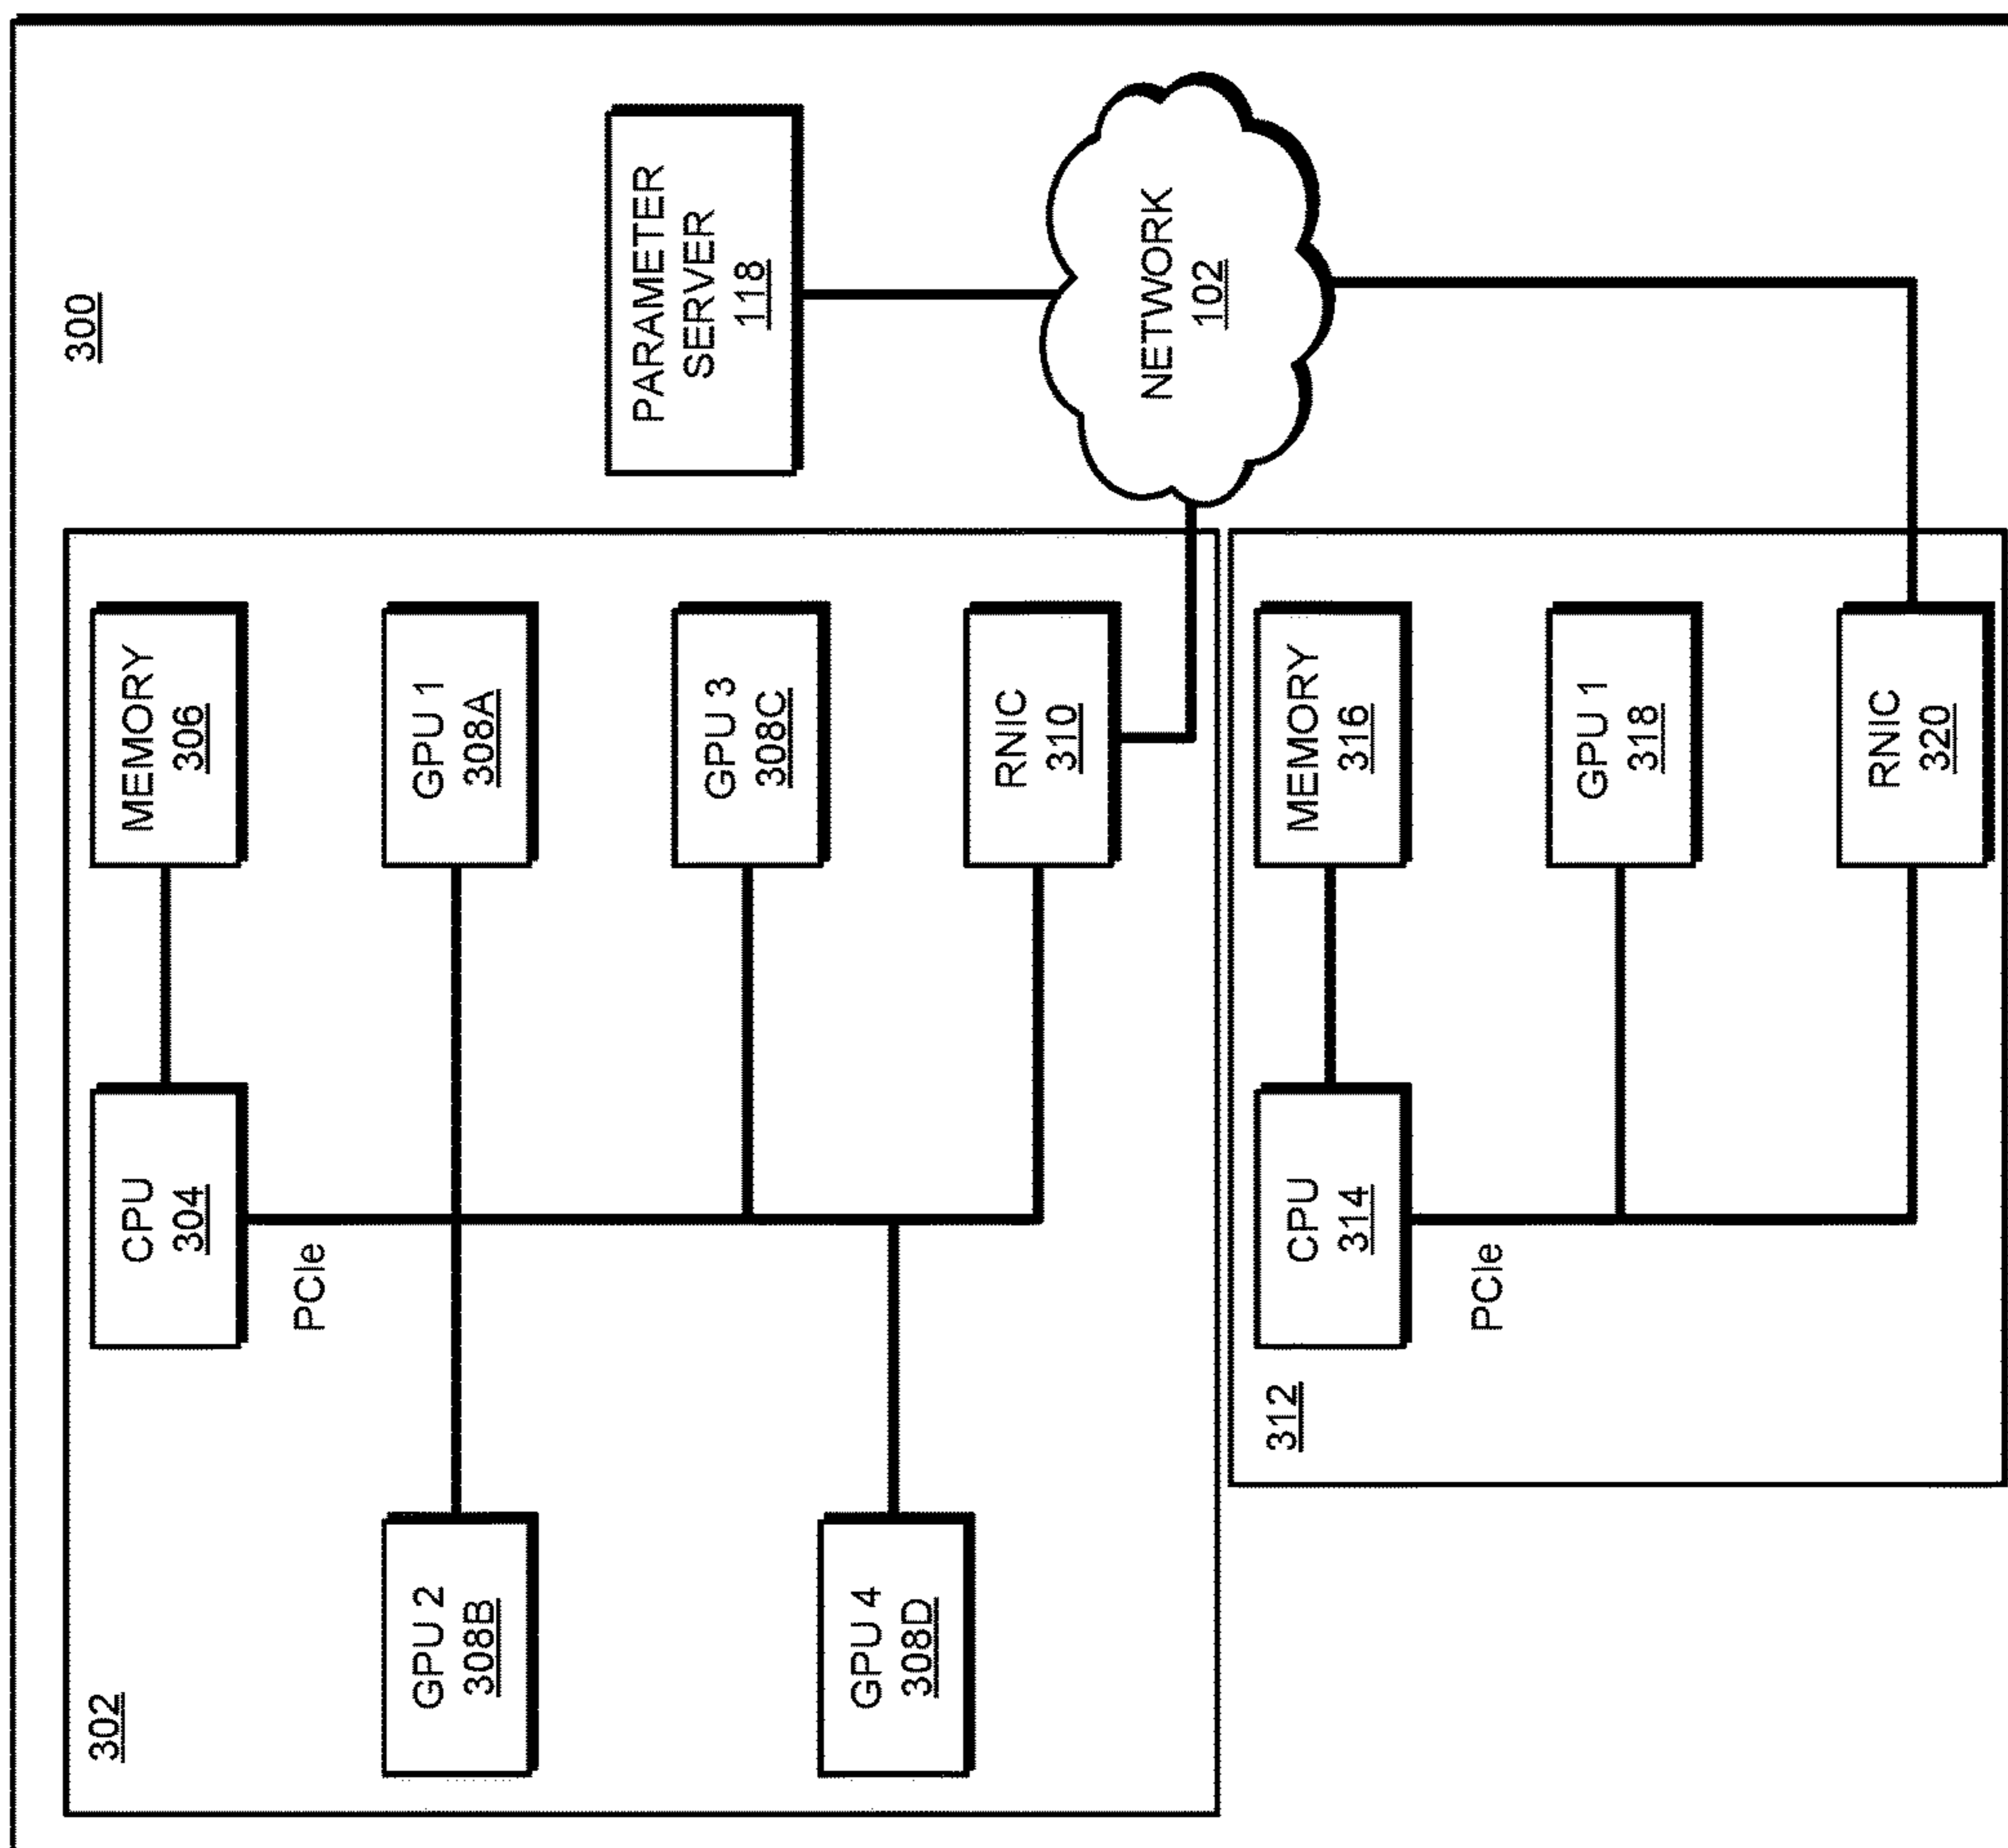 300
302
CPU
304
MEMORY
306
PCIe
GPU 2
308B
GPU 1
308A
PARAMETER
SERVER
118
GPU 3
308C
GPU 4
308D
RNIC
310
NETWORK
102
312
CPU
314
MEMORY
316
PCIe
GPU 1
318
RNIC
320